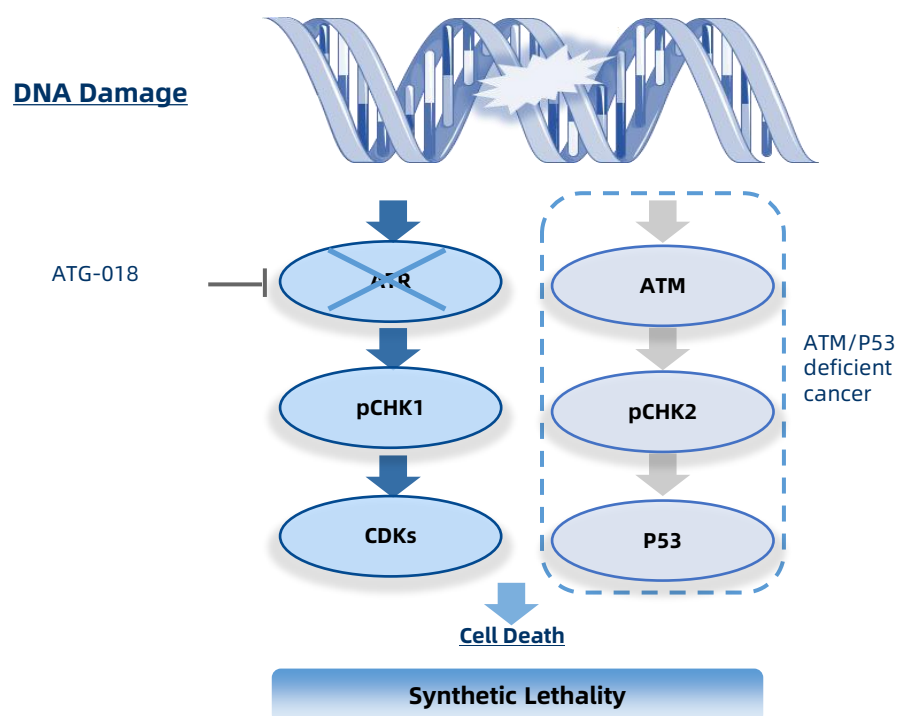 DNA Damage
ATG-018
ATR
ATM
ATM/P53
deficient
cancer
pCHK1
pCHK2
CDKs
P53
Cell Death
Synthetic Lethality